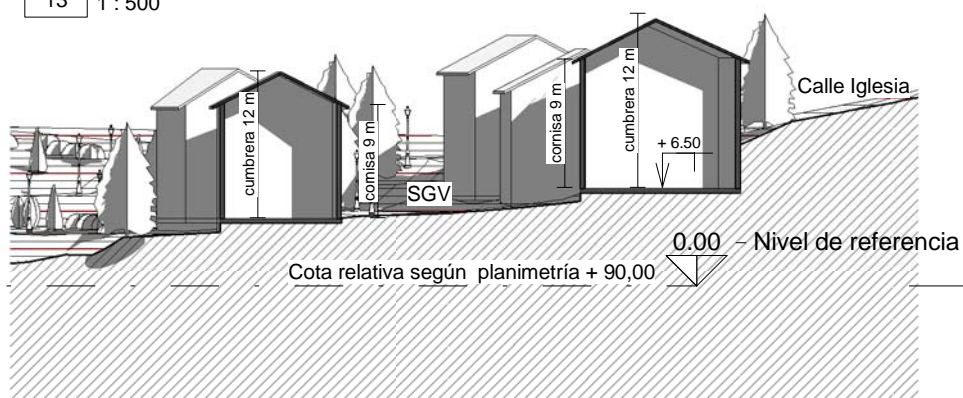 13
1 : 500
cumbrera 12 m
cornisa 9 m
SGV
cornisa 9 m
cumbrera 12 m
+ 6.50
Calle Iglesia
0.00 – Nivel de referencia
Cota relativa según planimetría + 90,00